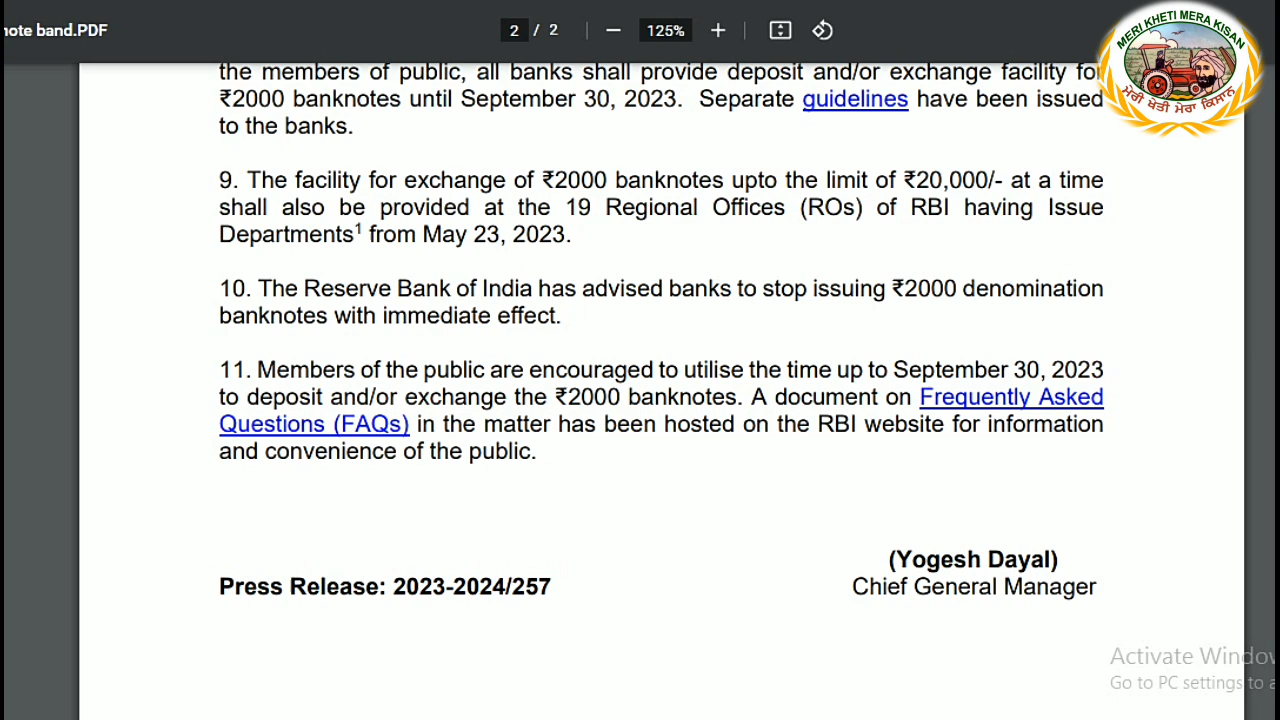 note band.PDF
2 / 2
125%
MERI KHETI MERA KISAN
ਮੇਰੀ ਖੇਤੀ ਮੇਰਾ ਕਿਸਾਨ
the members of public, all banks shall provide deposit and/or exchange facility for
₹2000 banknotes until September 30, 2023. Separate guidelines have been issued
to the banks.
9. The facility for exchange of ₹2000 banknotes upto the limit of ₹20,000/- at a time
shall also be provided at the 19 Regional Offices (ROs) of RBI having Issue
Departments¹ from May 23, 2023.
10. The Reserve Bank of India has advised banks to stop issuing ₹2000 denomination
banknotes with immediate effect.
11. Members of the public are encouraged to utilise the time up to September 30, 2023
to deposit and/or exchange the ₹2000 banknotes. A document on Frequently Asked
Questions (FAQs) in the matter has been hosted on the RBI website for information
and convenience of the public.
(Yogesh Dayal)
Press Release: 2023-2024/257
Chief General Manager
Activate Window
Go to PC settings to a